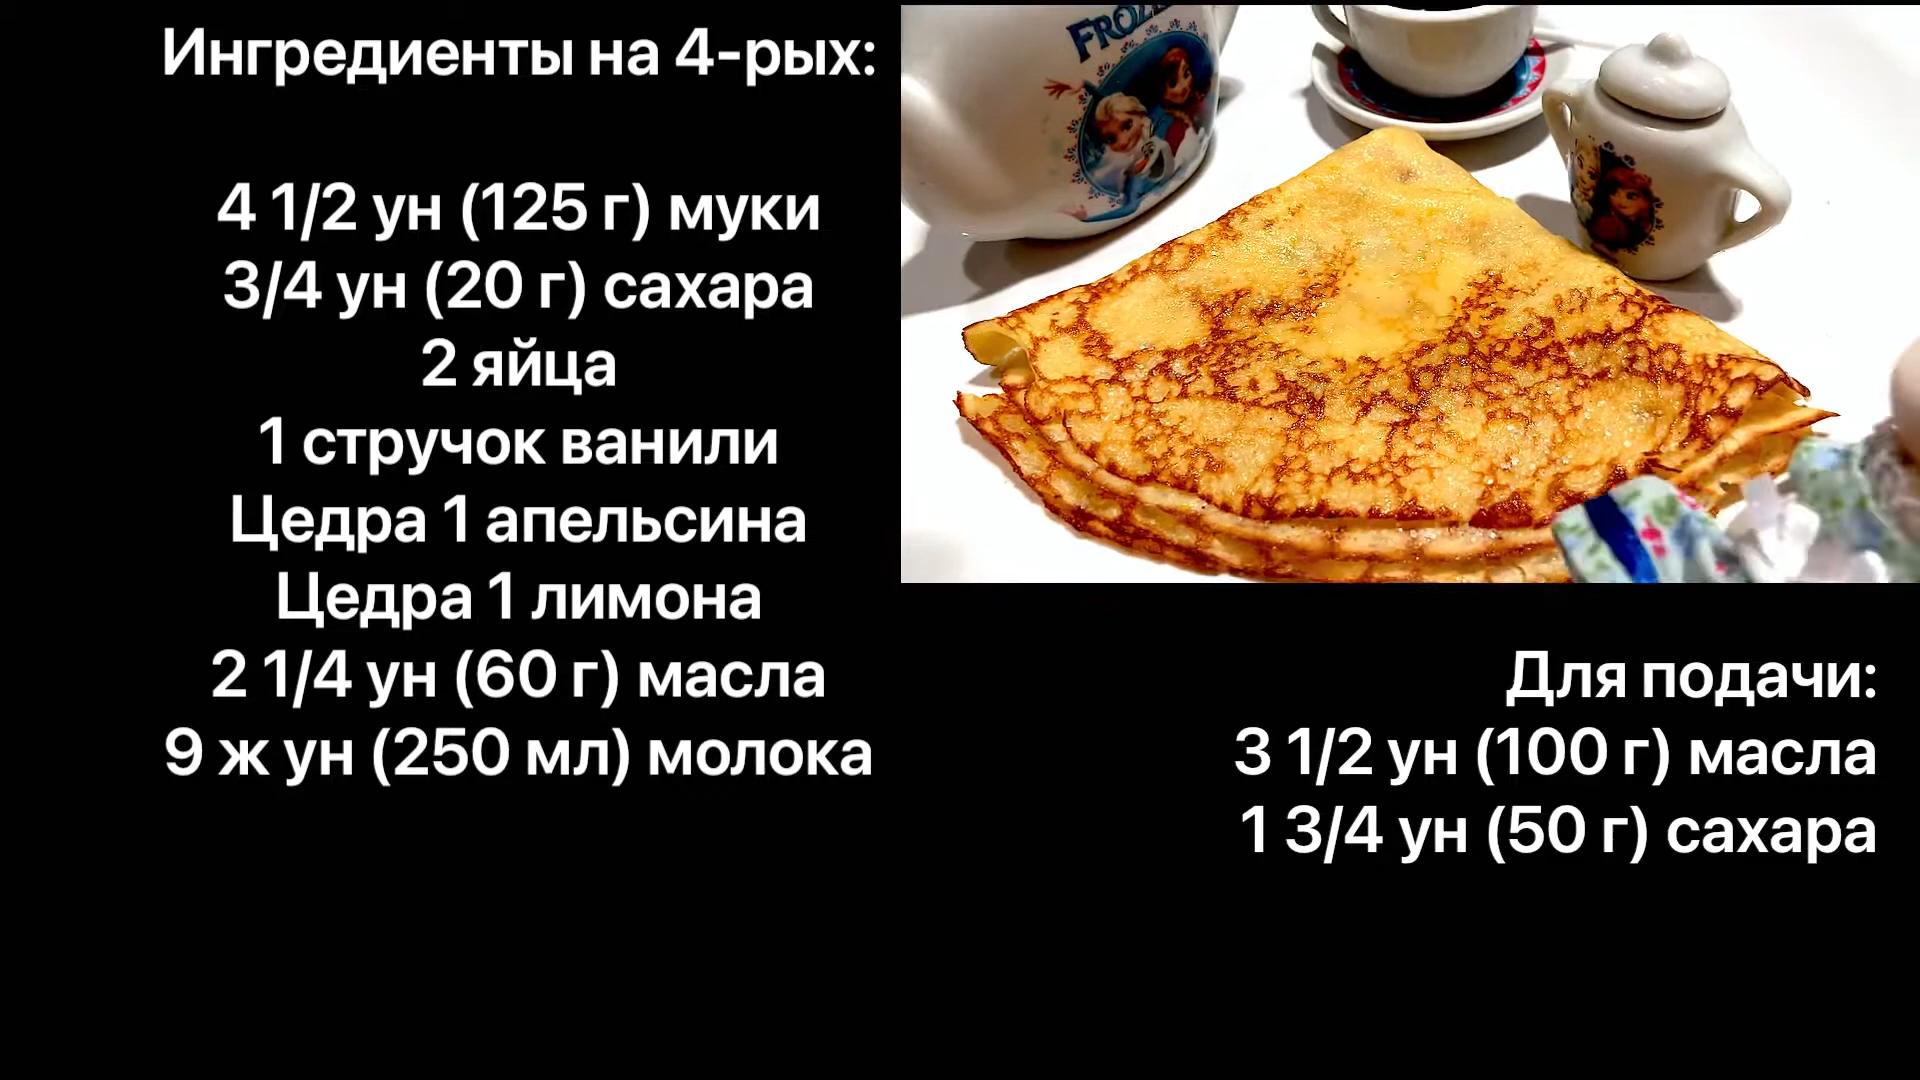 Ингредиенты на 4-рых:
4 1/2 ун (125 г) муки
3/4 ун (20 г) сахара
2 яйца
1 стручок ванили
Цедра 1 апельсина
Цедра 1 лимона
2 1/4 ун (60 г) масла
9 ж ун (250 мл) молока
Для подачи:
3 1/2 ун (100 г) масла
1 3/4 ун (50 г) сахара